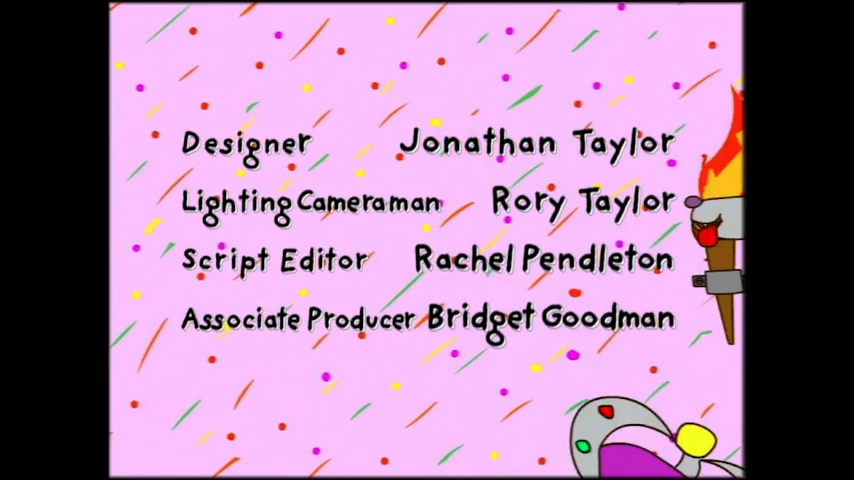 Designer Jonathan Taylor
Lighting Cameraman Rory Taylor
Script Editor Rachel Pendleton
Associate Producer Bridget Goodman